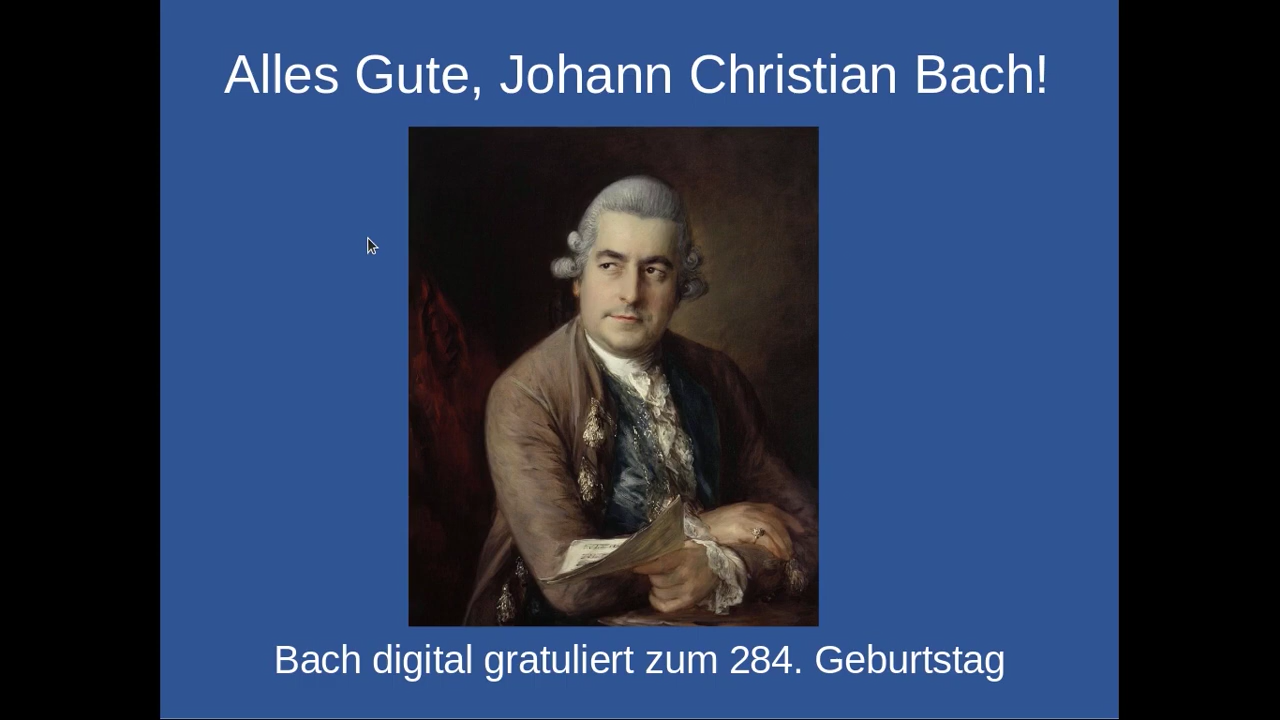 Alles Gute, Johann Christian Bach!
Bach digital gratuliert zum 284. Geburtstag